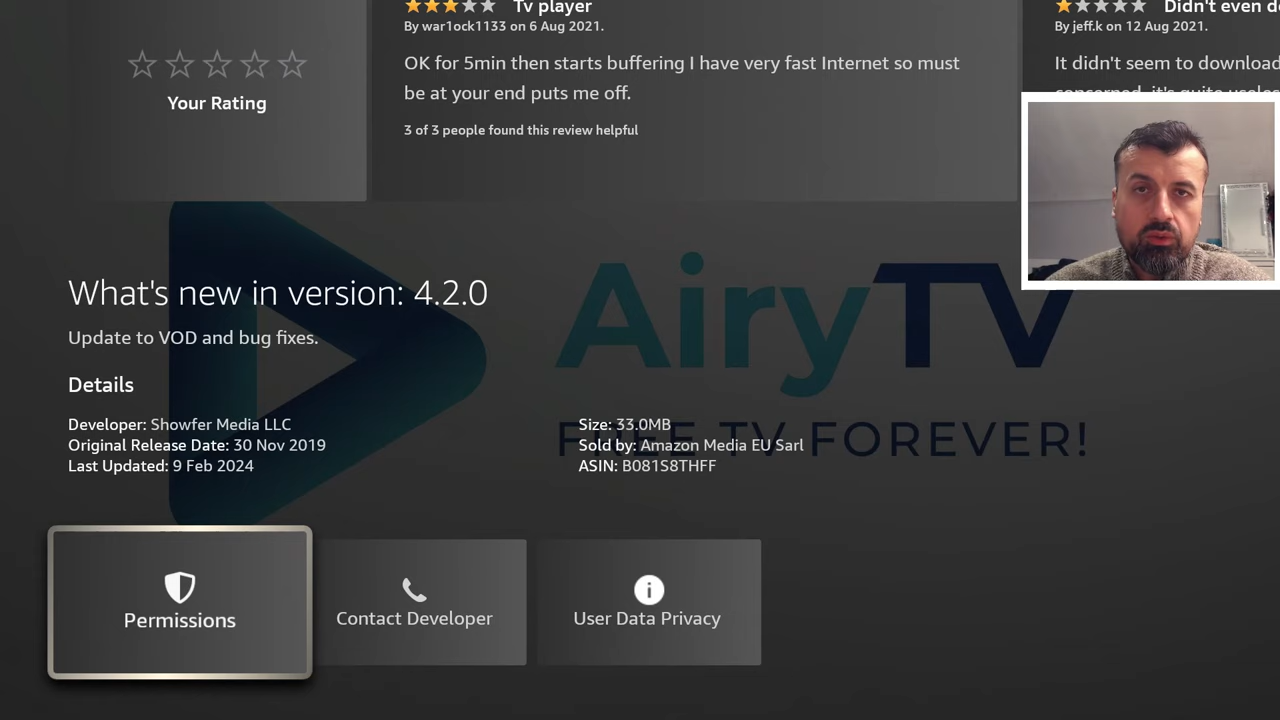 Tv player
By war1ock1133 on 6 Aug 2021.
OK for 5min then starts buffering I have very fast Internet so must
be at your end puts me off.
3 of 3 people found this review helpful
Your Rating
Didn't even
By jeff.k on 12 Aug 2021.
It didn't seem to download
What's new in version: 4.2.0
Update to VOD and bug fixes.
AiryTV
FREE TV FOREVER!
Details
Developer: Showfer Media LLC
Original Release Date: 30 Nov 2019
Last Updated: 9 Feb 2024
Size: 33.0MB
Sold by: Amazon Media EU Sarl
ASIN: B081S8THFF
Permissions
Contact Developer
User Data Privacy